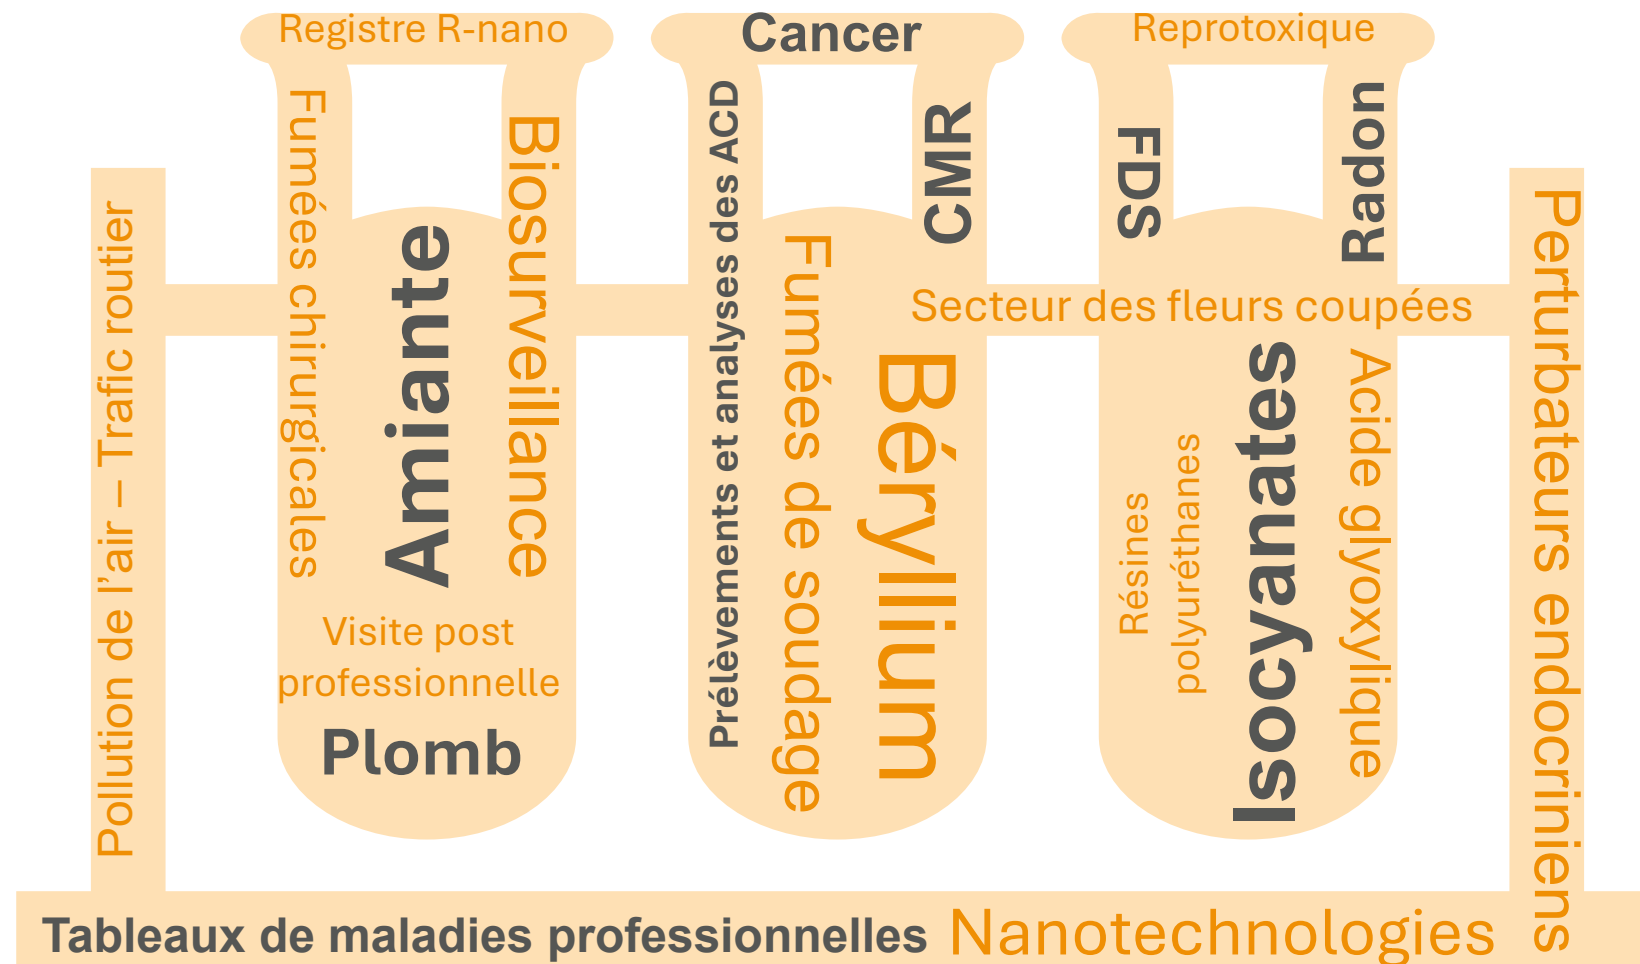 Registre R-nano
Cancer
Reprotoxique
Pollution de l’air – Trafic routier
Fumées chirurgicales
Amiante
Biosurveillance
Visite post
professionnelle
Plomb
Prélèvements et analyses des ACD
Fumées de soudage
Béryllium
CMR
FDS
Radon
Secteur des fleurs coupées
Résines
polyuréthanes
Isocyanates
Acide glyoxylique
Perturbateurs endocriniens
Tableaux de maladies professionnelles
Nanotechnologies